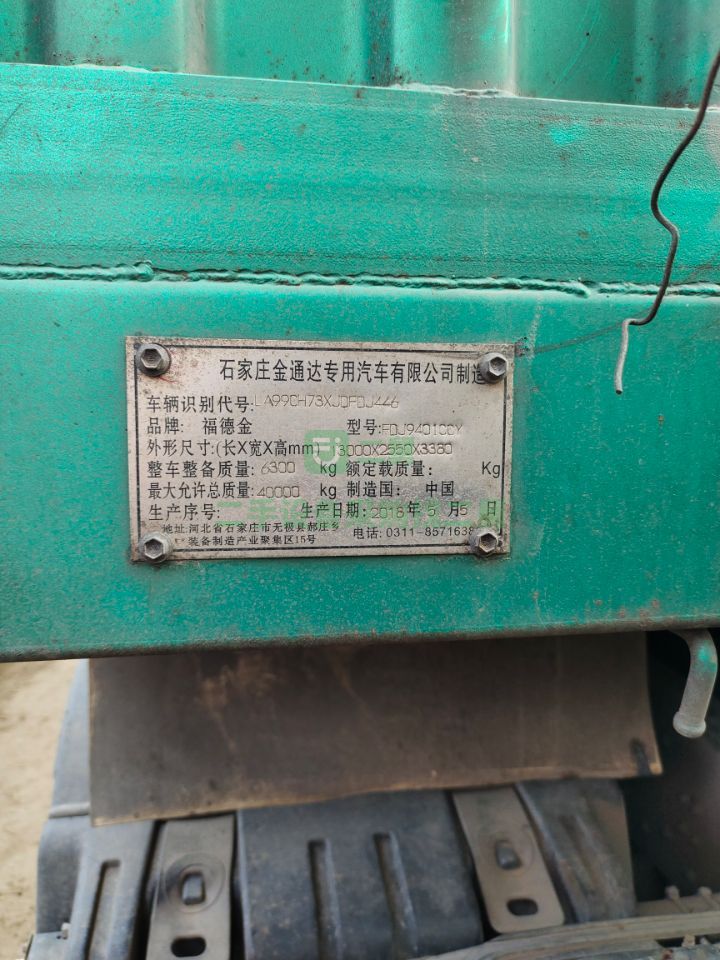 石家庄金通达专用汽车有限公司制造
车辆识别代号: LA99CH73XJDFDJ446
品牌: 福德金 型号: FDJ9401CCY
外形尺寸:(长X宽X高mm) 13000X2550X3380
整车整备质量: 6300 kg 额定载质量: Kg
最大允许总质量: 40000 kg 制造国: 中国
生产序号: 生产日期: 2018年 5 月5 日
地址:河北省石家庄市无极县郝庄乡 电话: 0311-8571638
装备制造产业聚集区15号